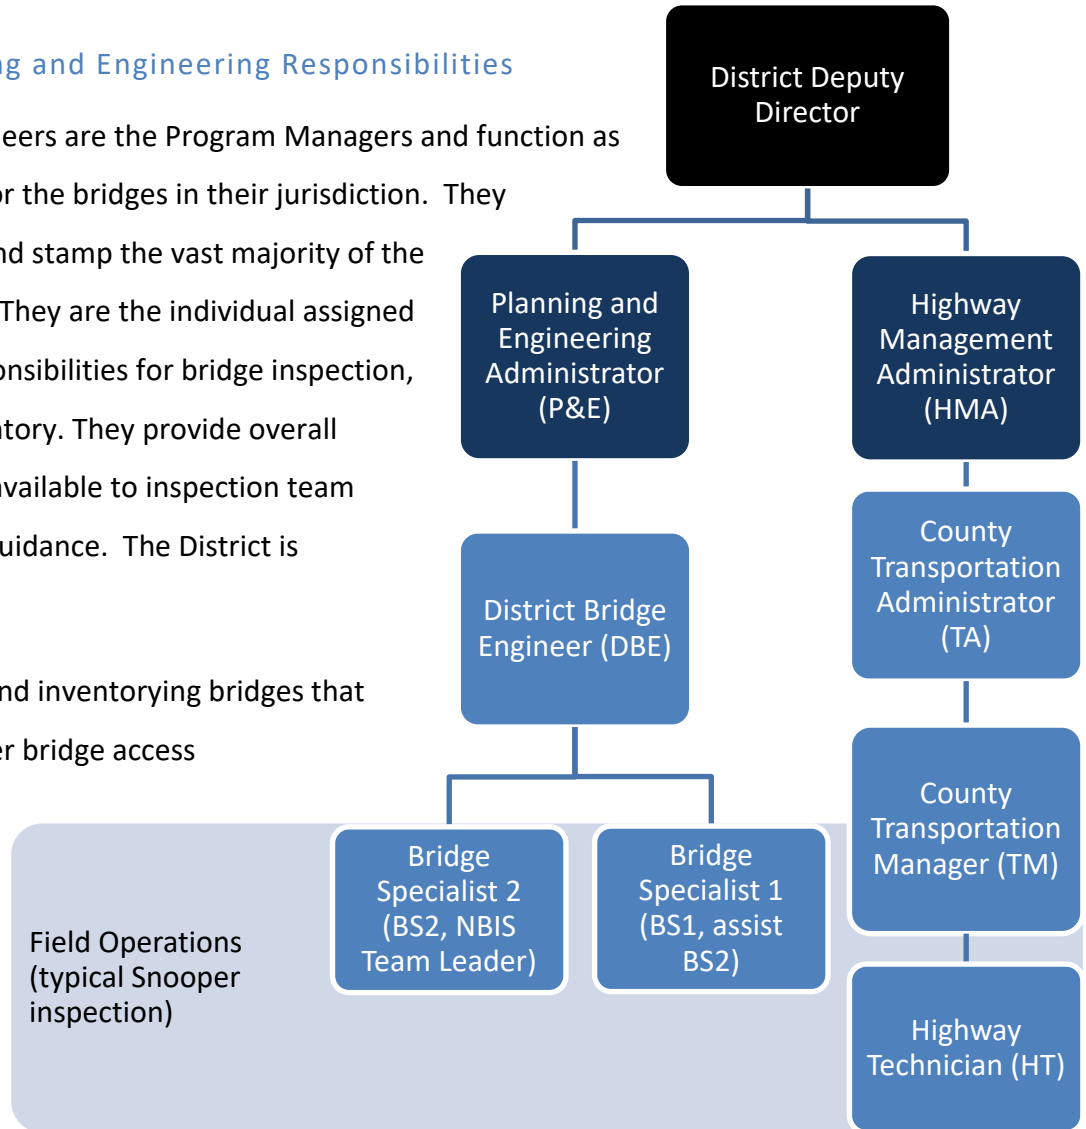 ng and Engineering Responsibilities
neers are the Program Managers and function as
or the bridges in their jurisdiction.  They
nd stamp the vast majority of the
They are the individual assigned
onsibilities for bridge inspection,
ntory. They provide overall
available to inspection team
uidance.  The District is
nd inventorying bridges that
er bridge access
District Deputy
Director
Planning and
Engineering
Administrator
(P&E)
Highway
Management
Administrator
(HMA)
District Bridge
Engineer (DBE)
County
Transportation
Administrator
(TA)
County
Transportation
Manager (TM)
Field Operations
(typical Snooper
inspection)
Bridge
Specialist 2
(BS2, NBIS
Team Leader)
Bridge
Specialist 1
(BS1, assist
BS2)
Highway
Technician (HT)